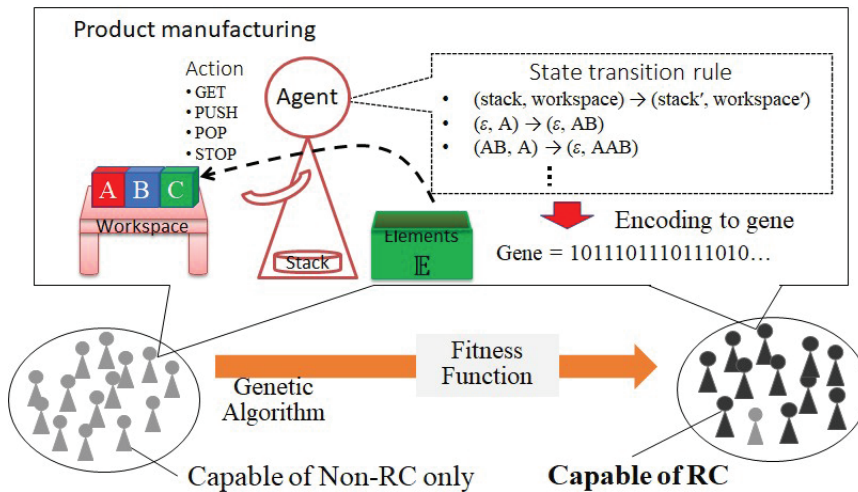 Product manufacturing
Action
• GET
• PUSH
• POP
• STOP
Agent
State transition rule
• (stack, workspace) → (stack′, workspace′)
• (ε, A) → (ε, AB)
• (AB, A) → (ε, AAB)
⋮
A B C
Workspace
Stack
Elements
𝔼
Encoding to gene
Gene = 1011101110111010…
Genetic
Algorithm
Fitness
Function
Capable of Non-RC only
Capable of RC